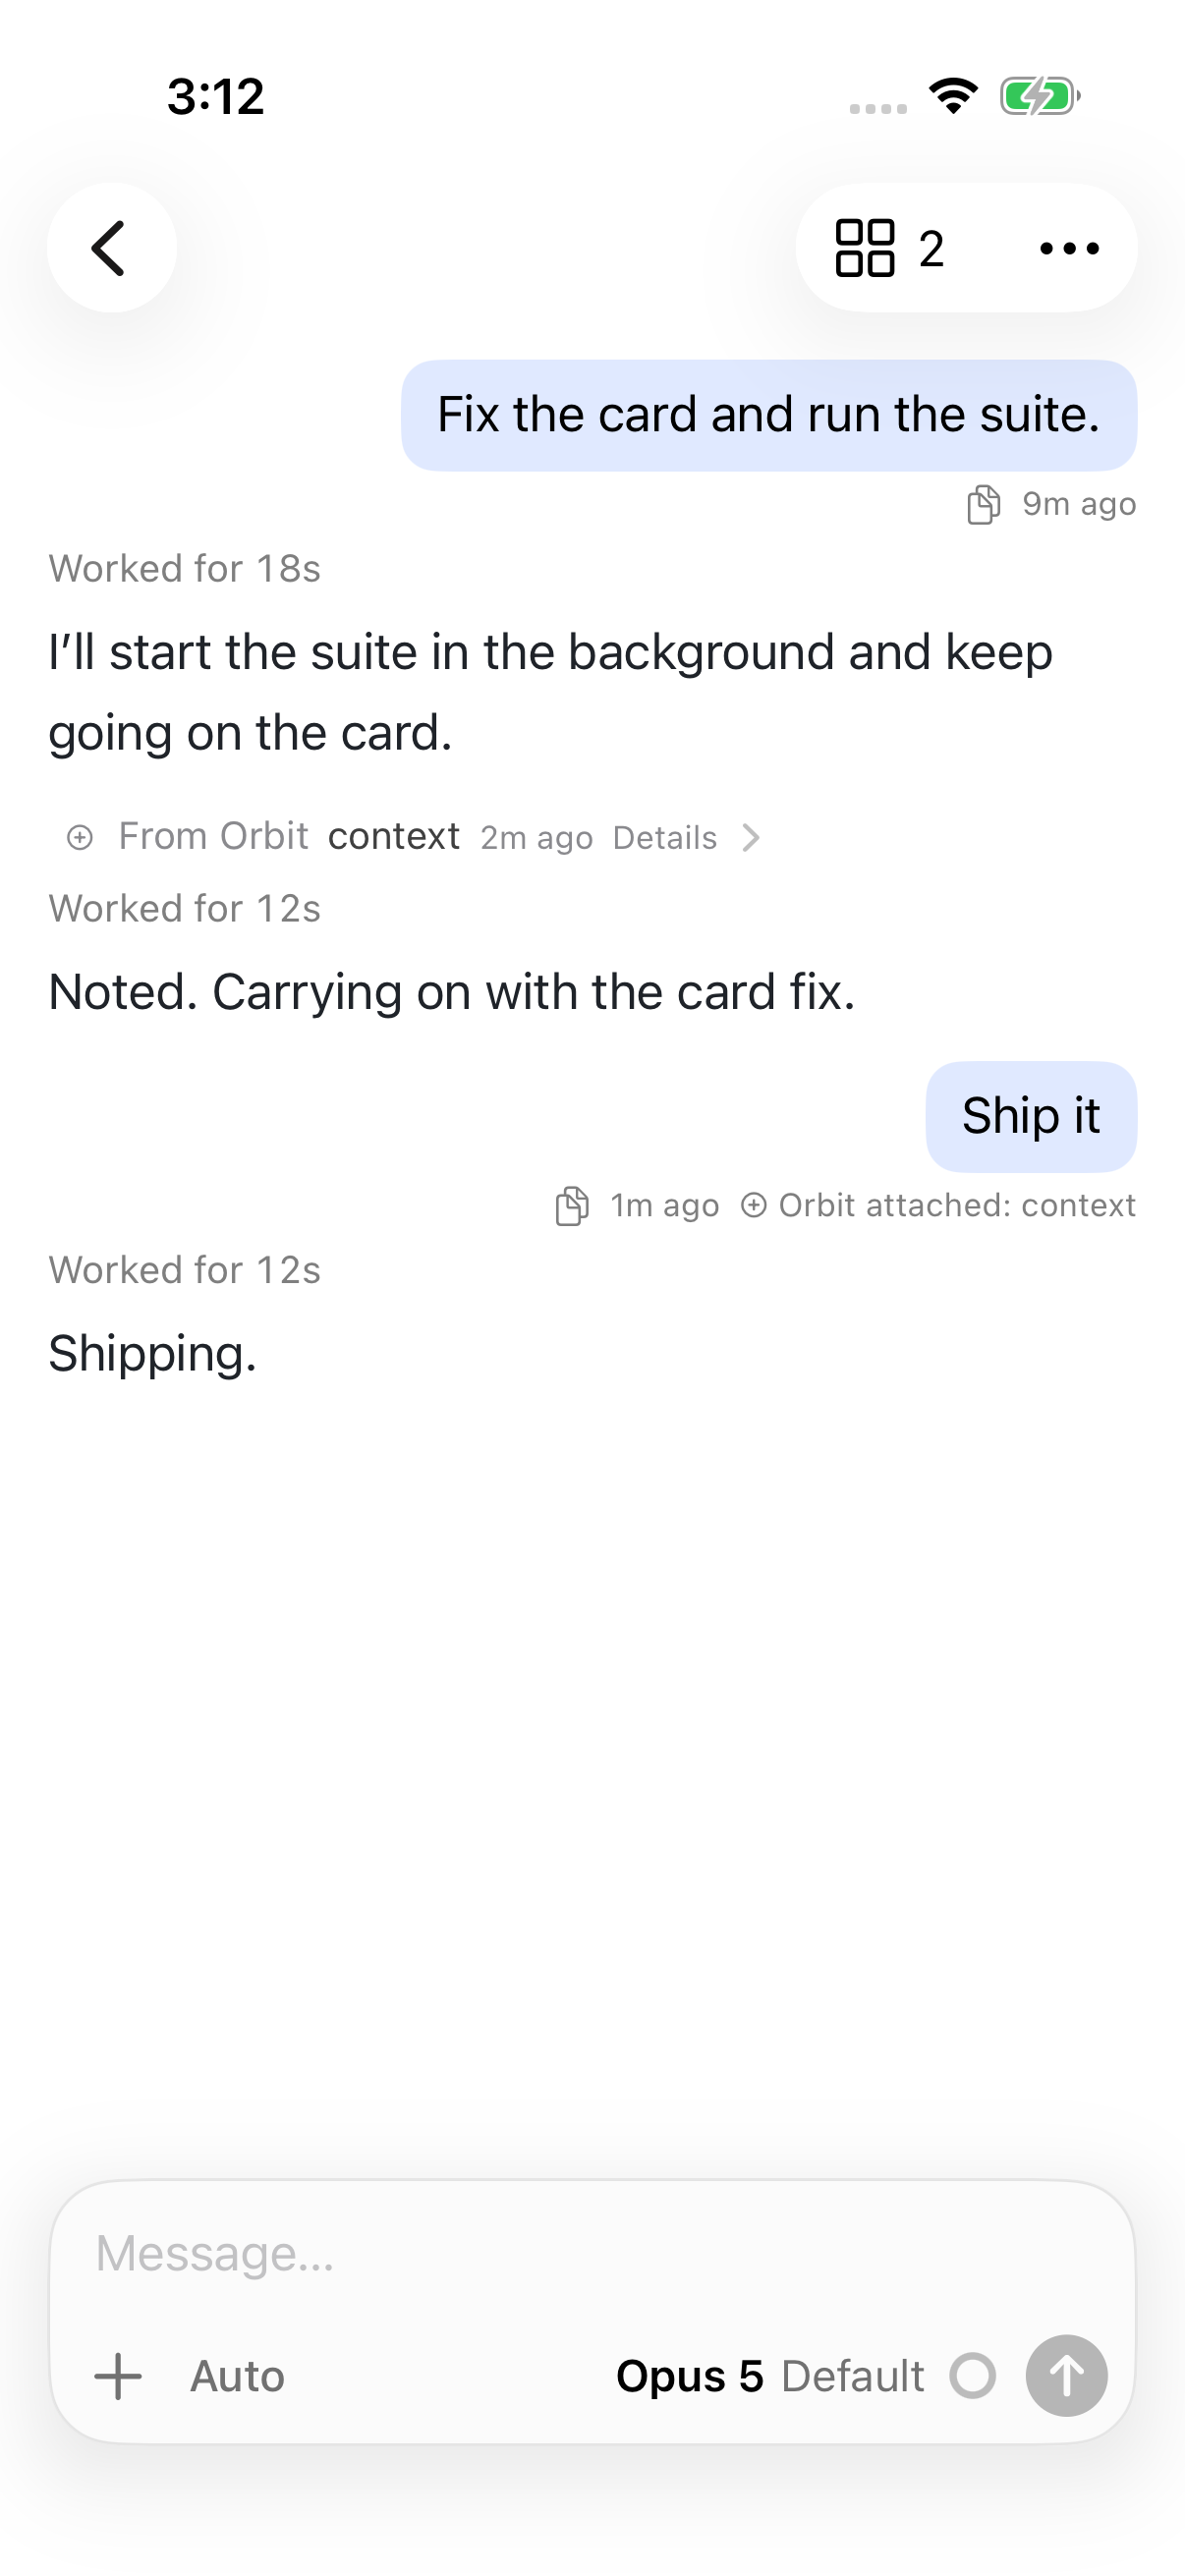 3:12
2
Fix the card and run the suite.
9m ago
Worked for 18s
I’ll start the suite in the background and keep
going on the card.
From Orbit context 2m ago Details
Worked for 12s
Noted. Carrying on with the card fix.
Ship it
1m ago Orbit attached: context
Worked for 12s
Shipping.
Message...
Auto Opus 5 Default